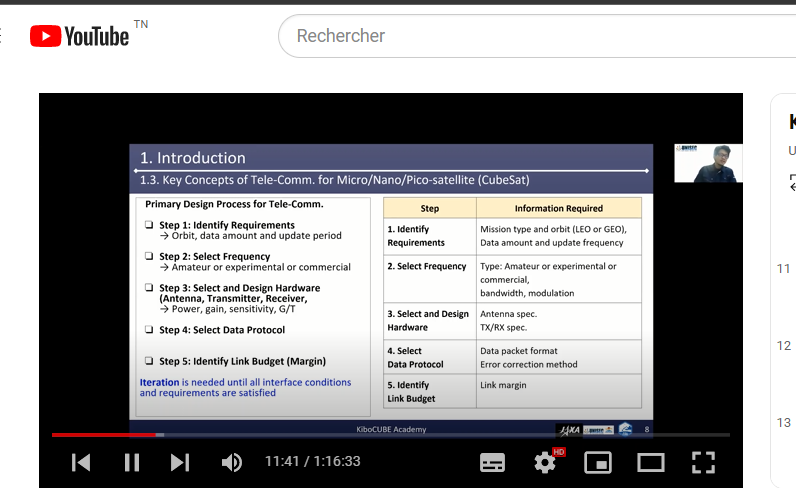 YouTube TN
Rechercher
1. Introduction
1.3. Key Concepts of Tele-Comm. for Micro/Nano/Pico-satellite (CubeSat)
Primary Design Process for Tele-Comm.
❑ Step 1: Identify Requirements
→ Orbit, data amount and update period
❑ Step 2: Select Frequency
→ Amateur or experimental or commercial
❑ Step 3: Select and Design Hardware
(Antenna, Transmitter, Receiver,
→ Power, gain, sensitivity, G/T
❑ Step 4: Select Data Protocol
❑ Step 5: Identify Link Budget (Margin)
Iteration is needed until all interface conditions
and requirements are satisfied
Step Information Required
1. Identify
Requirements
Mission type and orbit (LEO or GEO),
Data amount and update frequency
2. Select Frequency
Type: Amateur or experimental or
commercial,
bandwidth, modulation
3. Select and Design
Hardware
Antenna spec.
TX/RX spec.
4. Select
Data Protocol
Data packet format
Error correction method
5. Identify
Link Budget
Link margin
KiboCUBE Academy
JAXA
8
11:41 / 1:16:33
HD
11
12
13